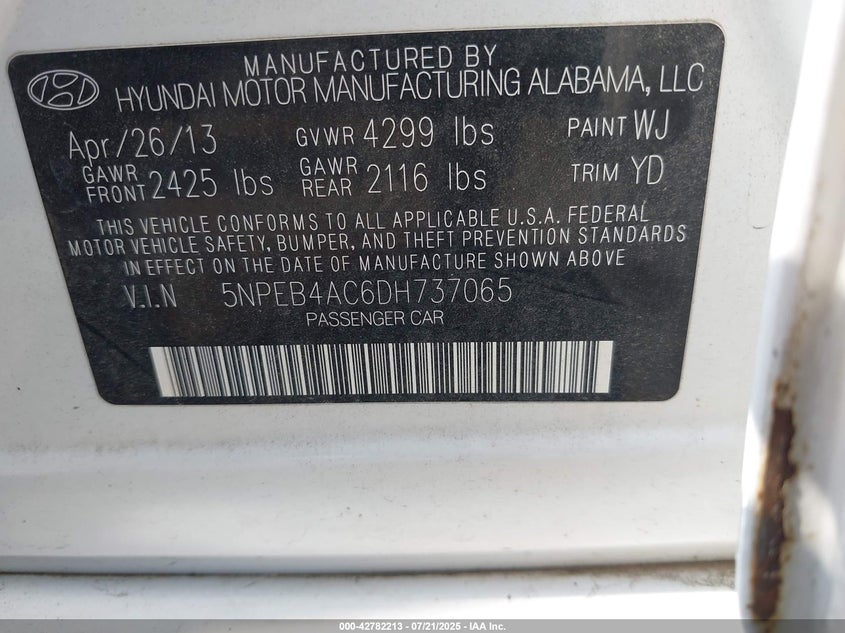 MANUFACTURED BY
HYUNDAI MOTOR MANUFACTURING ALABAMA, LLC
Apr/26/13 GVWR 4299 lbs PAINT WJ
GAWR FRONT 2425 lbs GAWR REAR 2116 lbs TRIM YD
THIS VEHICLE CONFORMS TO ALL APPLICABLE U.S.A. FEDERAL
MOTOR VEHICLE SAFETY, BUMPER, AND THEFT PREVENTION STANDARDS
IN EFFECT ON THE DATE OF MANUFACTURE SHOWN ABOVE.
V.I.N 5NPEB4AC6DH737065
PASSENGER CAR
000-42782213 - 07/21/2025 - IAA Inc.